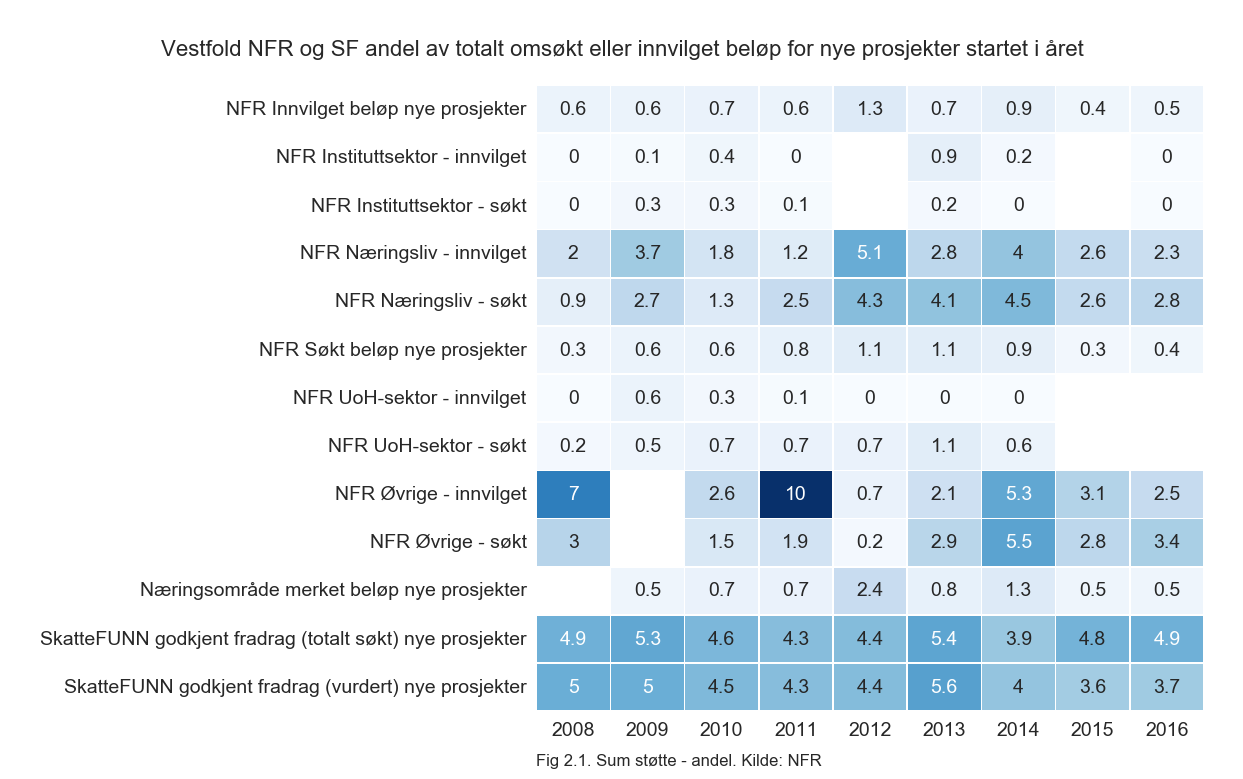 Vestfold NFR og SF andel av totalt omsøkt eller innvilget beløp for nye prosjekter startet i året
NFR Innvilget beløp nye prosjekter 0.6 0.6 0.7 0.6 1.3 0.7 0.9 0.4 0.5
NFR Instituttsektor - innvilget 0 0.1 0.4 0 0.9 0.2 0
NFR Instituttsektor - søkt 0 0.3 0.3 0.1 0.2 0 0
NFR Næringsliv - innvilget 2 3.7 1.8 1.2 5.1 2.8 4 2.6 2.3
NFR Næringsliv - søkt 0.9 2.7 1.3 2.5 4.3 4.1 4.5 2.6 2.8
NFR Søkt beløp nye prosjekter 0.3 0.6 0.6 0.8 1.1 1.1 0.9 0.3 0.4
NFR UoH-sektor - innvilget 0 0.6 0.3 0.1 0 0 0
NFR UoH-sektor - søkt 0.2 0.5 0.7 0.7 0.7 1.1 0.6
NFR Øvrige - innvilget 7 2.6 10 0.7 2.1 5.3 3.1 2.5
NFR Øvrige - søkt 3 1.5 1.9 0.2 2.9 5.5 2.8 3.4
Næringsområde merket beløp nye prosjekter 0.5 0.7 0.7 2.4 0.8 1.3 0.5 0.5
SkatteFUNN godkjent fradrag (totalt søkt) nye prosjekter 4.9 5.3 4.6 4.3 4.4 5.4 3.9 4.8 4.9
SkatteFUNN godkjent fradrag (vurdert) nye prosjekter 5 5 4.5 4.3 4.4 5.6 4 3.6 3.7
2008 2009 2010 2011 2012 2013 2014 2015 2016
Fig 2.1. Sum støtte - andel. Kilde: NFR